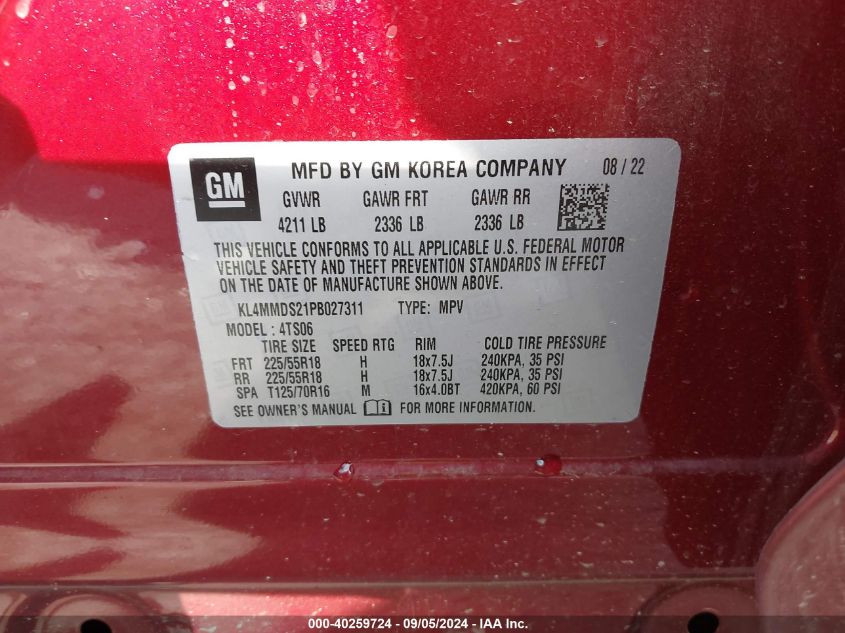 GM MFD BY GM KOREA COMPANY 08 / 22
GVWR GAWR FRT GAWR RR
4211 LB 2336 LB 2336 LB
THIS VEHICLE CONFORMS TO ALL APPLICABLE U.S. FEDERAL MOTOR
VEHICLE SAFETY AND THEFT PREVENTION STANDARDS IN EFFECT
ON THE DATE OF MANUFACTURE SHOWN ABOVE.
KL4MMDS21PB027311 TYPE: MPV
MODEL : 4TS06
TIRE SIZE SPEED RTG RIM COLD TIRE PRESSURE
FRT 225/55R18 H 18x7.5J 240KPA, 35 PSI
RR 225/55R18 H 18x7.5J 240KPA, 35 PSI
SPA T125/70R16 M 16x4.0BT 420KPA, 60 PSI
SEE OWNER'S MANUAL FOR MORE INFORMATION.
000-40259724 - 09/05/2024 - IAA Inc.